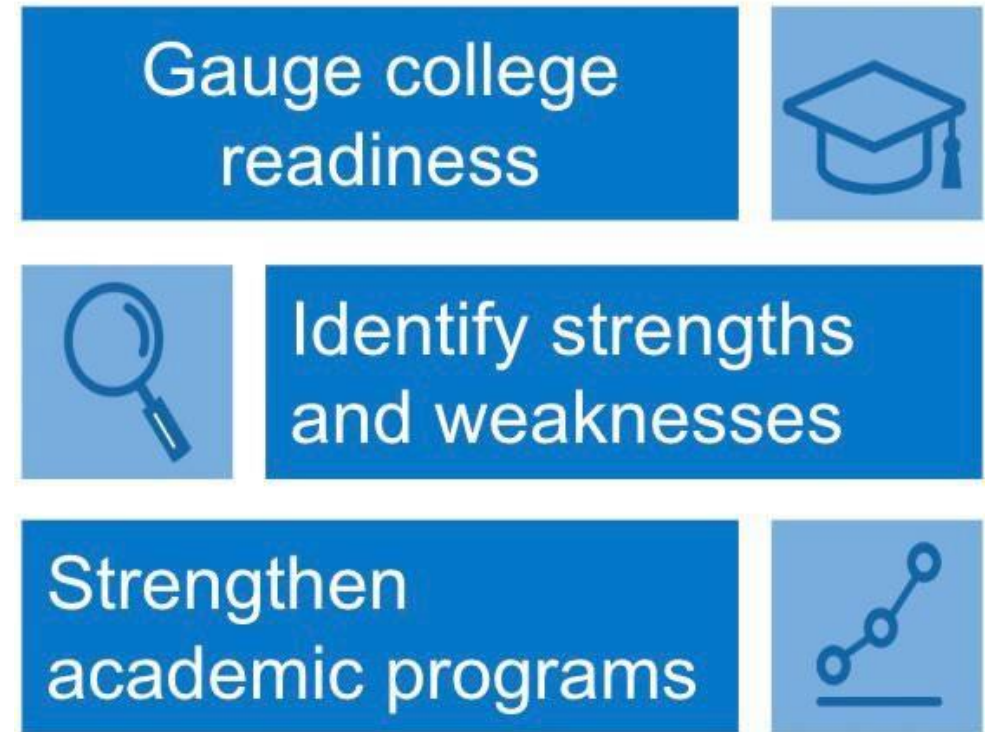 Gauge college
readiness
Identify strengths
and weaknesses
Strengthen
academic programs